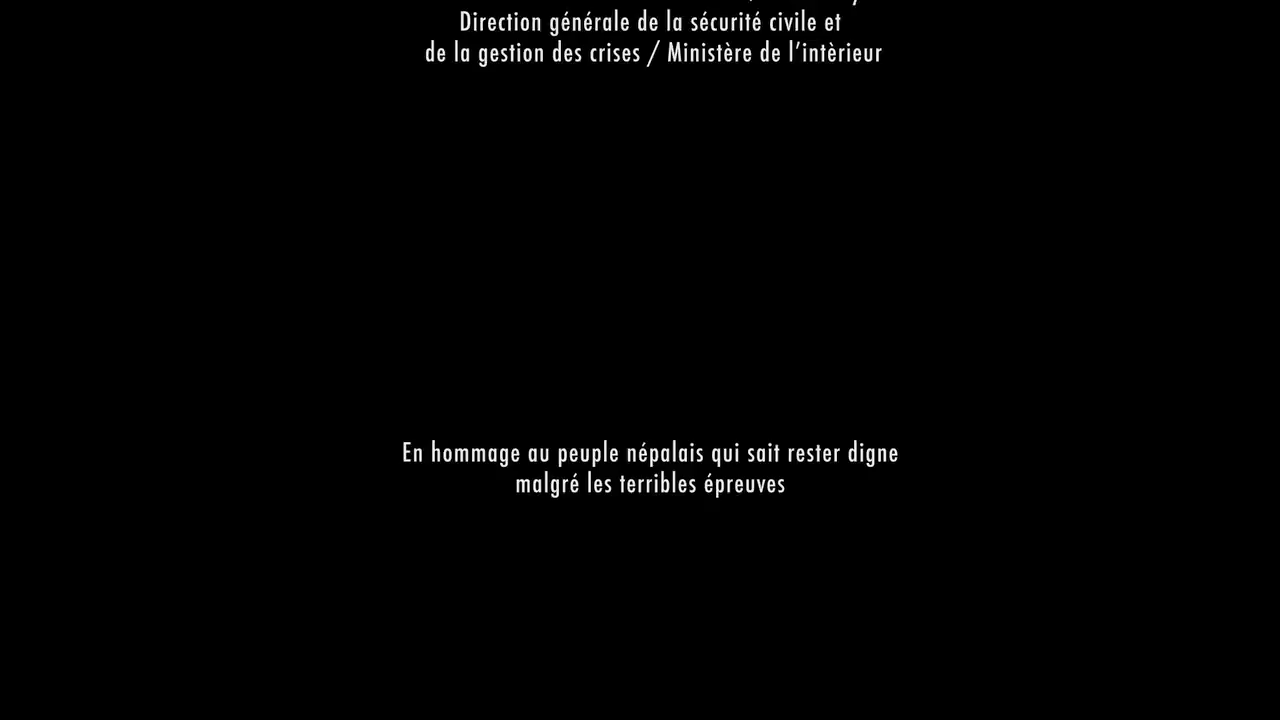 Direction générale de la sécurité civile et
de la gestion des crises / Ministère de l’intèrieur
En hommage au peuple népalais qui sait rester digne
malgré les terribles épreuves